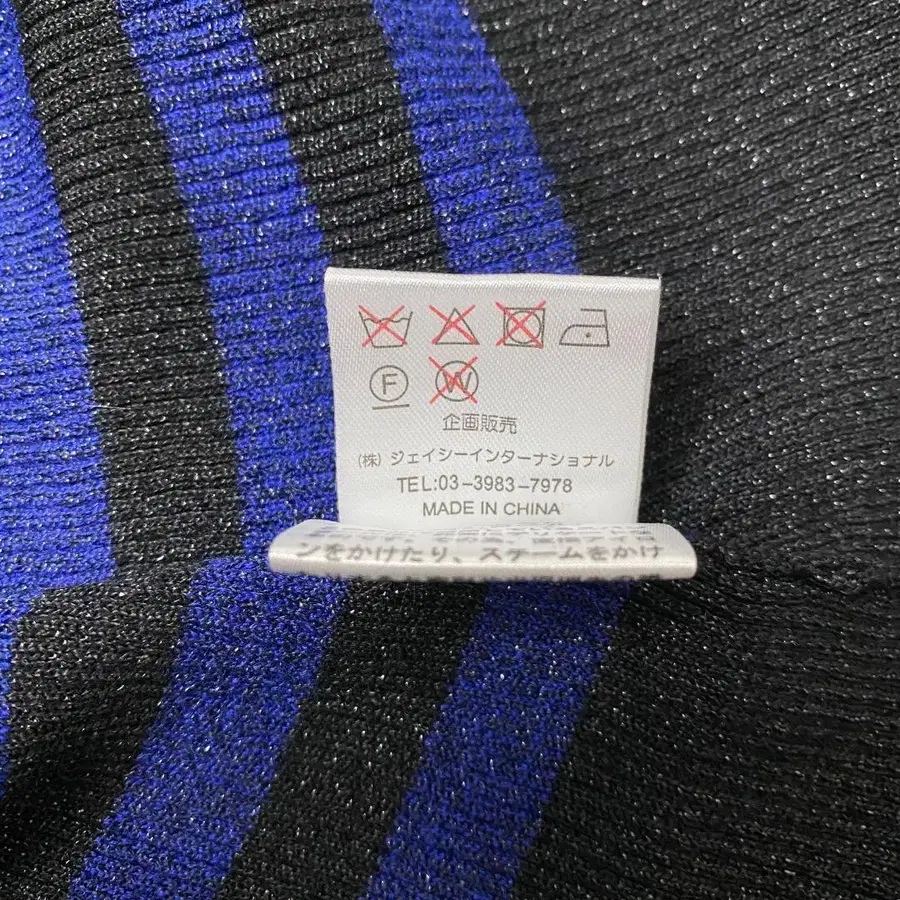 F W
企画販売
(株) ジェイシーインターナショナル
TEL:03-3983-7978
MADE IN CHINA
ンをかけたり、スチームをかけ